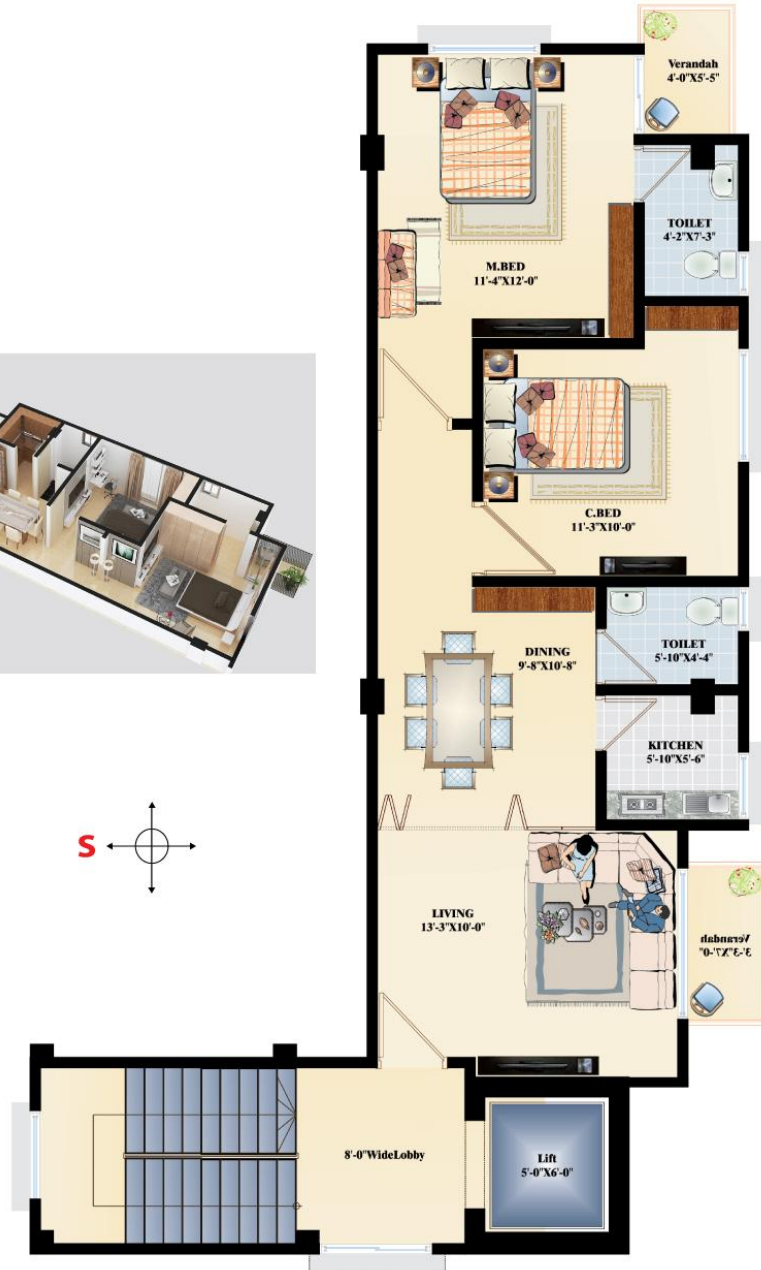 Verandah
4'-0"X5'-5"
TOILET
4'-2"X7'-3"
M.BED
11'-4"X12'-0"
C.BED
11'-3"X10'-0"
DINING
9'-8"X10'-8"
TOILET
5'-10"X4'-4"
KITCHEN
5'-10"X5'-6"
S
LIVING
13'-3"X10'-0"
Verandah
3'-3"X7'-0"
8'-0"WideLobby
Lift
5'-0"X6'-0"